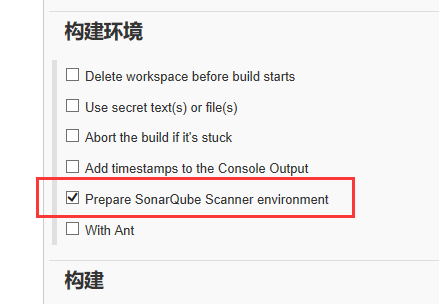 构建环境
Delete workspace before build starts
Use secret text(s) or file(s)
Abort the build if it's stuck
Add timestamps to the Console Output
Prepare SonarQube Scanner environment
With Ant
构建